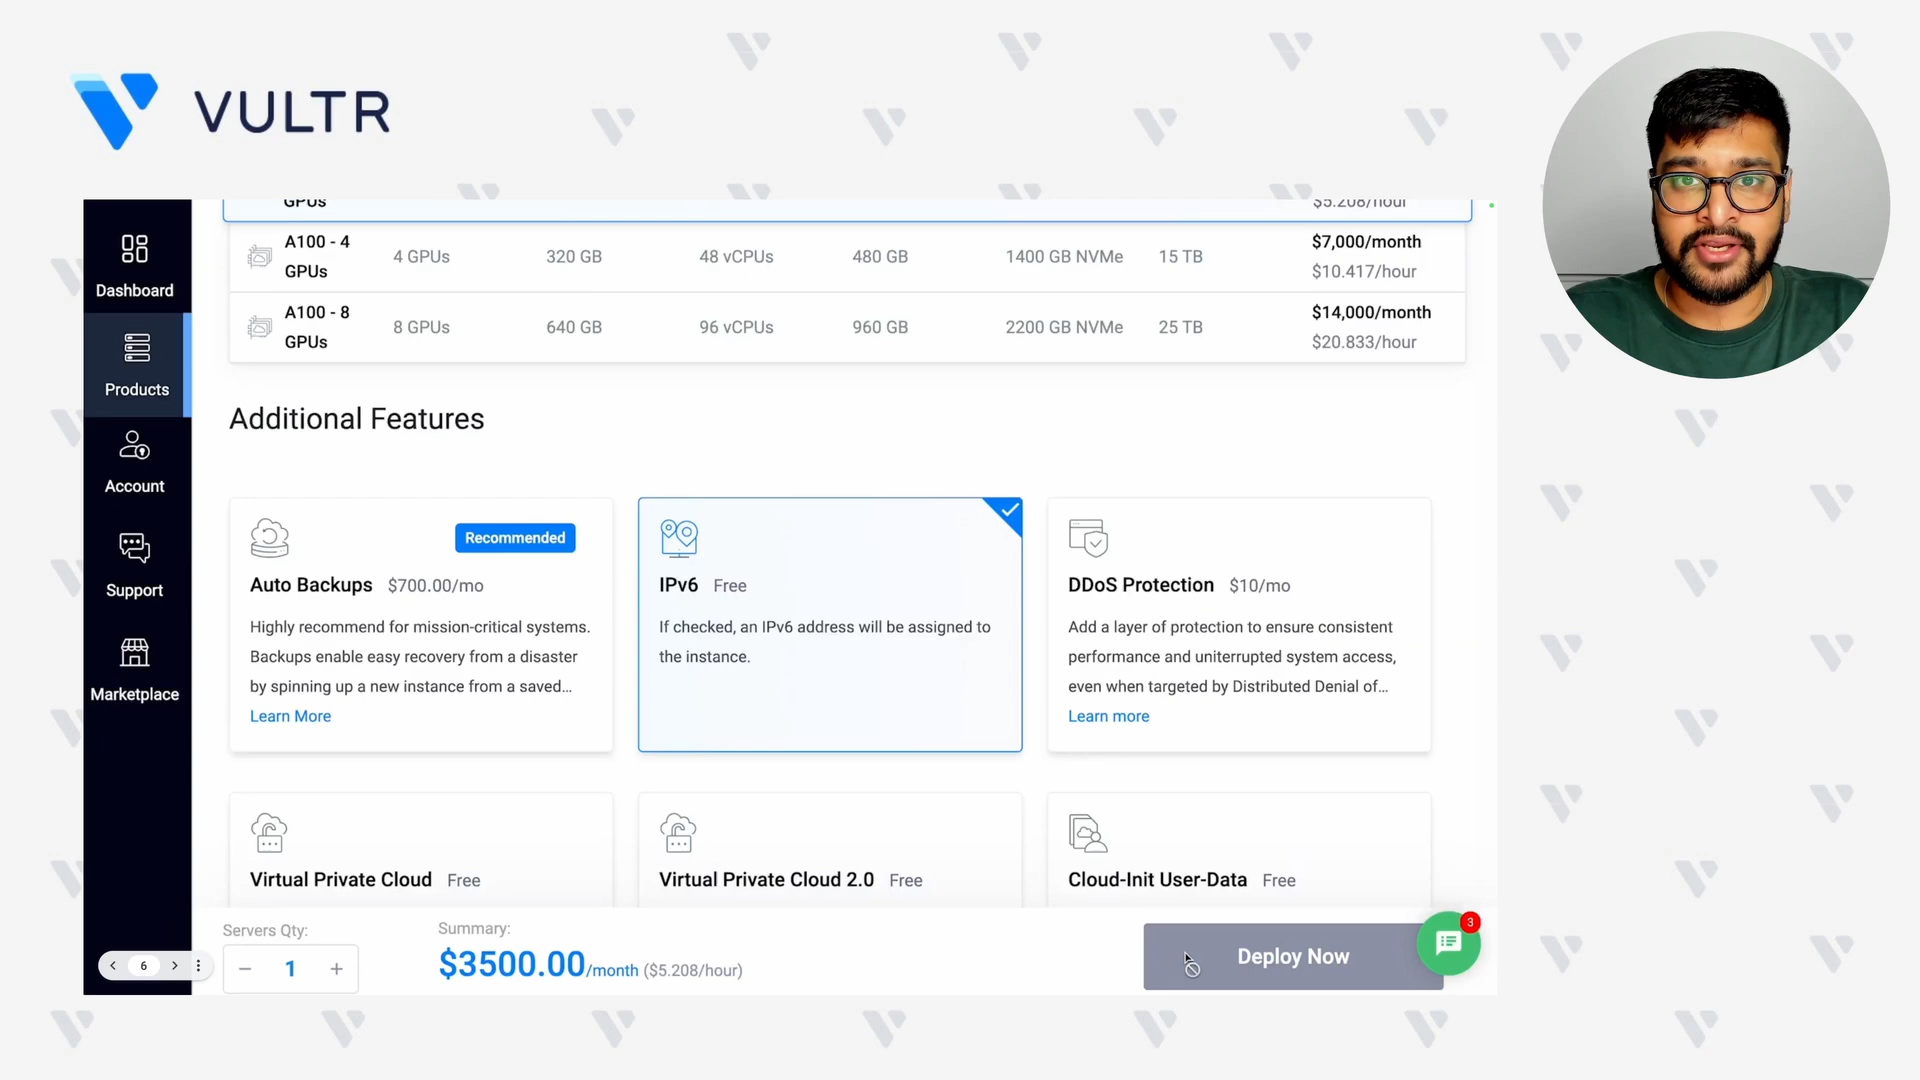 VULTR
GPUs
$5.208/hour
A100 - 4
GPUs
4 GPUs
320 GB
48 vCPUs
480 GB
1400 GB NVMe
15 TB
$7,000/month
$10.417/hour
A100 - 8
GPUs
8 GPUs
640 GB
96 vCPUs
960 GB
2200 GB NVMe
25 TB
$14,000/month
$20.833/hour
Dashboard
Products
Account
Support
Marketplace
Additional Features
Recommended
Auto Backups $700.00/mo
Highly recommend for mission-critical systems.
Backups enable easy recovery from a disaster
by spinning up a new instance from a saved...
Learn More
IPv6 Free
If checked, an IPv6 address will be assigned to
the instance.
DDoS Protection $10/mo
Add a layer of protection to ensure consistent
performance and uniterrupted system access,
even when targeted by Distributed Denial of...
Learn more
Virtual Private Cloud Free
Virtual Private Cloud 2.0 Free
Cloud-Init User-Data Free
Servers Qty:
1
Summary:
$3500.00/month ($5.208/hour)
Deploy Now
3
6